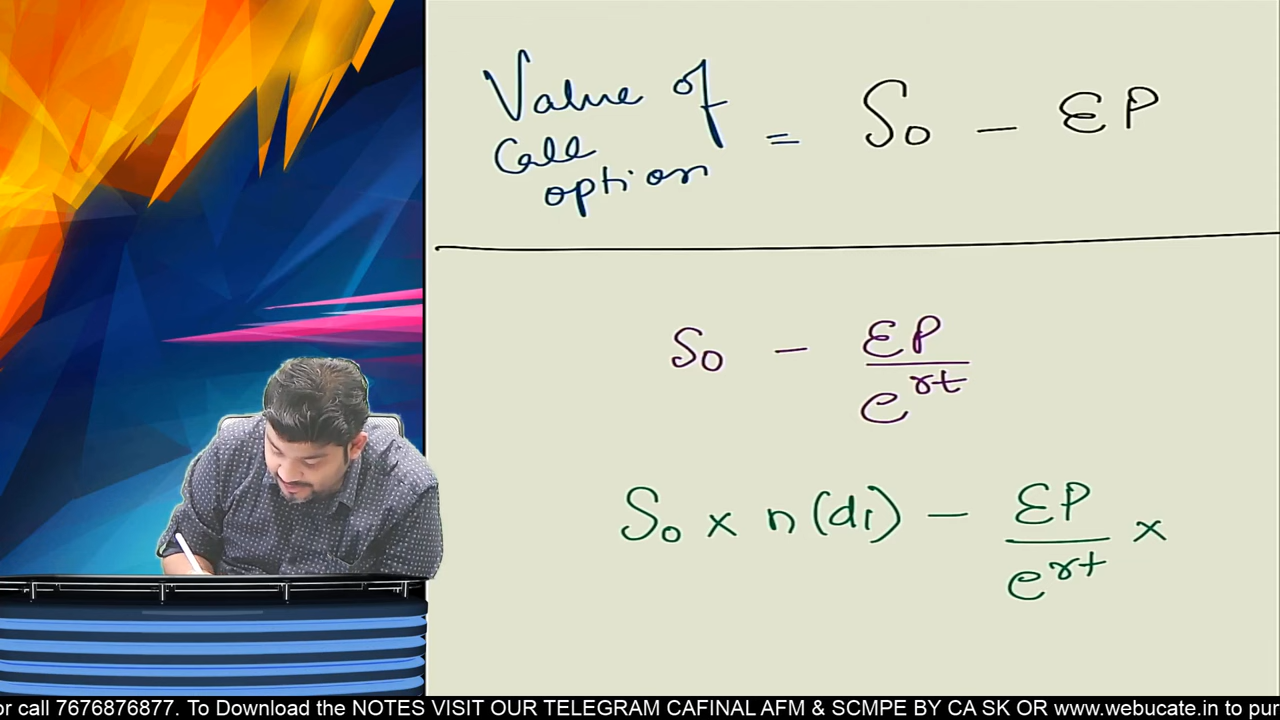 Value of
Call
option
= S₀ - EP
S₀ - EP / e^rt
S₀ x n(d1) - EP / e^rt x
or call 7676876877. To Download the NOTES VISIT OUR TELEGRAM CAFINAL AFM & SCMPE BY CA SK OR www.webucate.in to pur